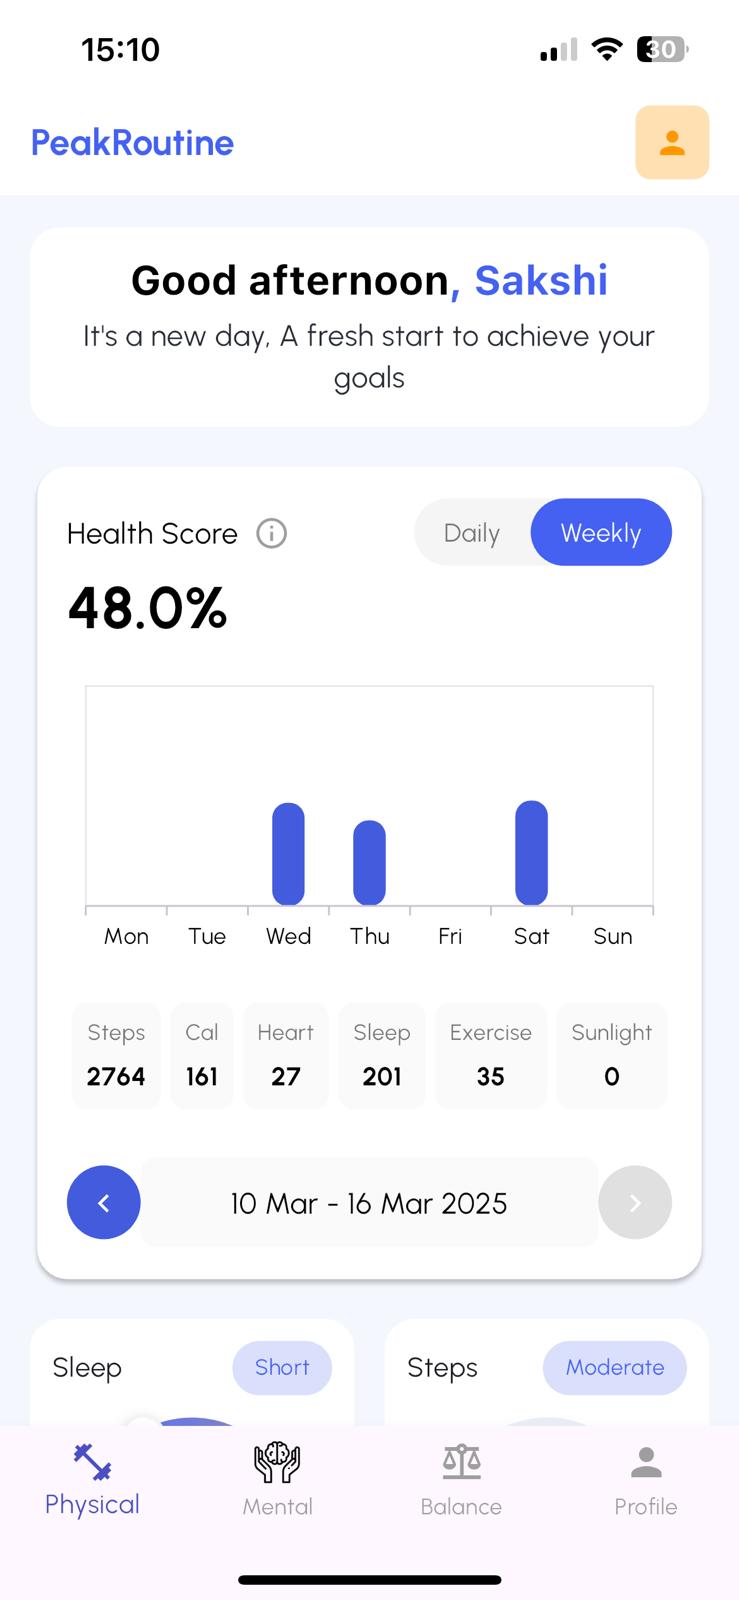 15:10
30
PeakRoutine
Good afternoon, Sakshi
It's a new day, A fresh start to achieve your
goals
Health Score
Daily
Weekly
48.0%
Mon Tue Wed Thu Fri Sat Sun
Steps Cal Heart Sleep Exercise Sunlight
2764 161 27 201 35 0
10 Mar - 16 Mar 2025
Sleep
Short
Steps
Moderate
Physical Mental Balance Profile